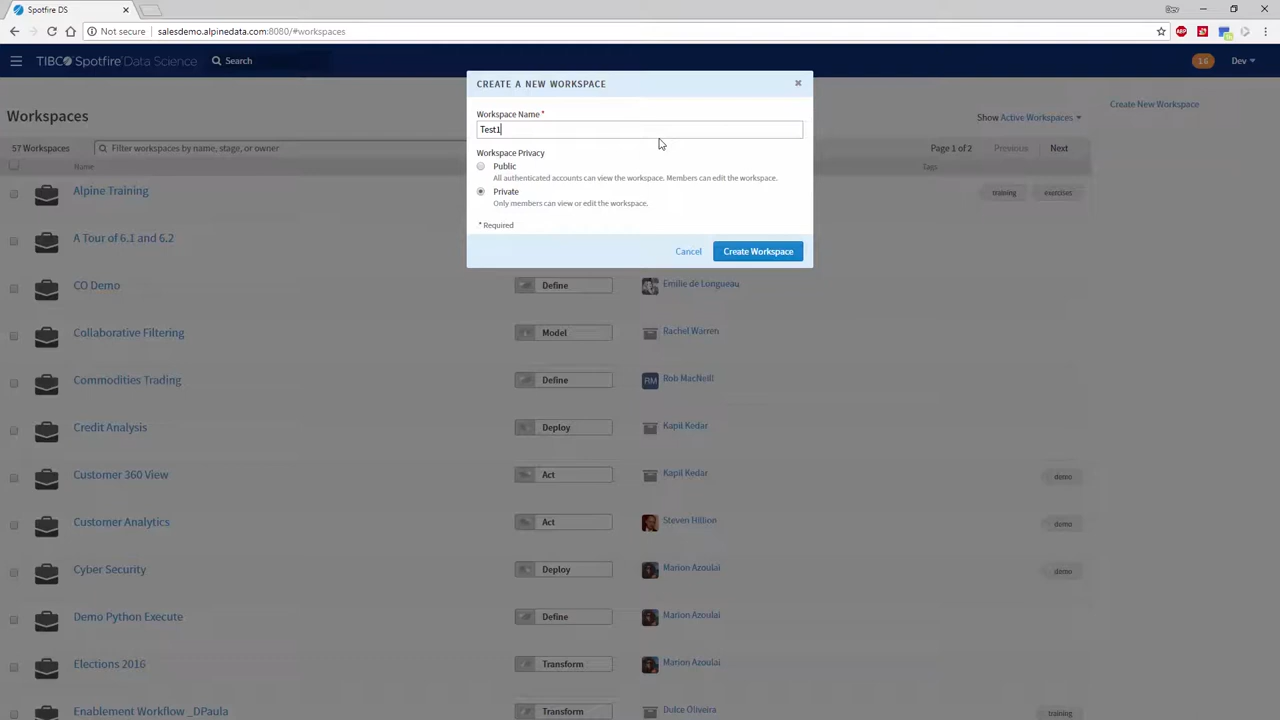 Spotfire DS
Not secure | salesdemo.alpinedata.com:8080/#workspaces
TIBCO Spotfire Data Science
Search
16
Dev
CREATE A NEW WORKSPACE
Workspace Name *
Test1
Workspace Privacy
Public
All authenticated accounts can view the workspace. Members can edit the workspace.
Private
Only members can view or edit the workspace.
* Required
Cancel
Create Workspace
Create New Workspace
Workspaces
Show Active Workspaces
57 Workspaces
Filter workspaces by name, stage, or owner
Page 1 of 2
Previous
Next
Name
Tags
Alpine Training
training
exercises
A Tour of 6.1 and 6.2
CO Demo
Define
Emilie de Longueau
Collaborative Filtering
Model
Rachel Warren
Commodities Trading
Define
Rob MacNeill
Credit Analysis
Deploy
Kapil Kedar
Customer 360 View
Act
Kapil Kedar
demo
Customer Analytics
Act
Steven Hillion
demo
Cyber Security
Deploy
Marion Azoulai
demo
Demo Python Execute
Define
Marion Azoulai
Elections 2016
Transform
Marion Azoulai
Enablement Workflow _DPaula
Transform
Dulce Oliveira
training